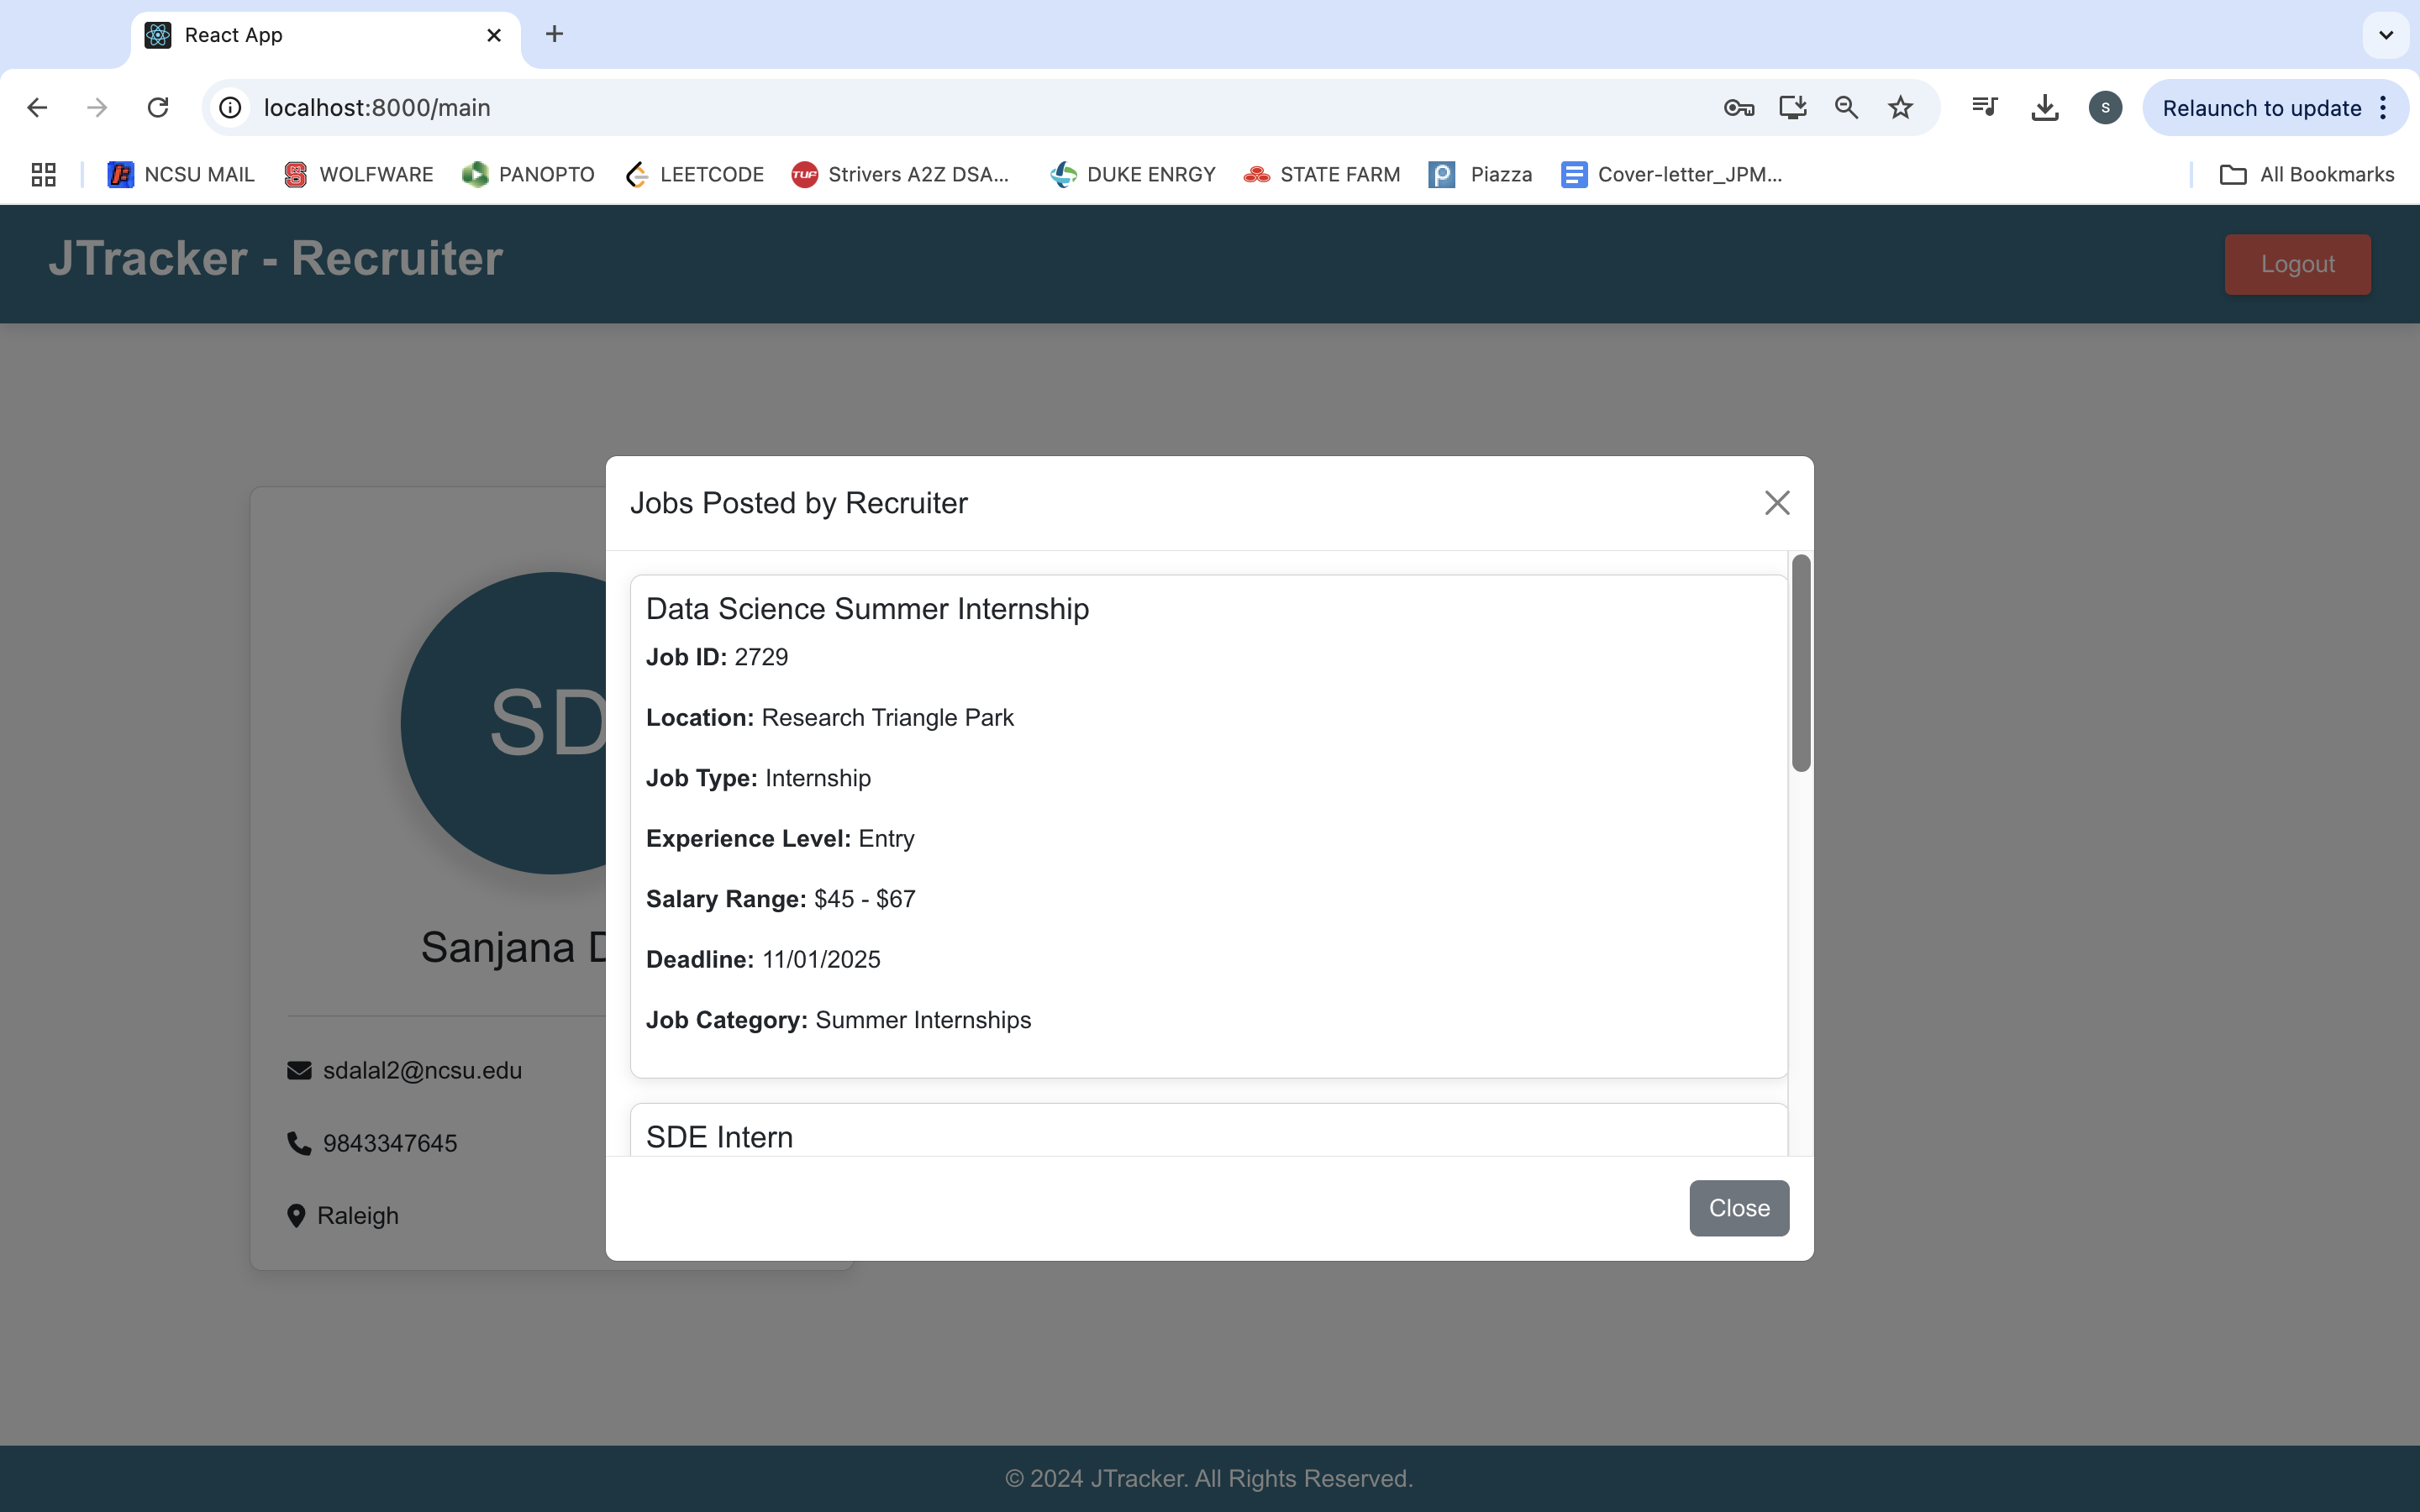 React App
localhost:8000/main
s
Relaunch to update
NCSU MAIL
WOLFWARE
PANOPTO
LEETCODE
TUF
Strivers A2Z DSA...
DUKE ENRGY
STATE FARM
Piazza
Cover-letter_JPM...
All Bookmarks
JTracker - Recruiter
Logout
Jobs Posted by Recruiter
Data Science Summer Internship
Job ID: 2729
Location: Research Triangle Park
Job Type: Internship
Experience Level: Entry
Salary Range: $45 - $67
Deadline: 11/01/2025
Job Category: Summer Internships
SDE Intern
Close
SD
Sanjana
sdalal2@ncsu.edu
9843347645
Raleigh
© 2024 JTracker. All Rights Reserved.